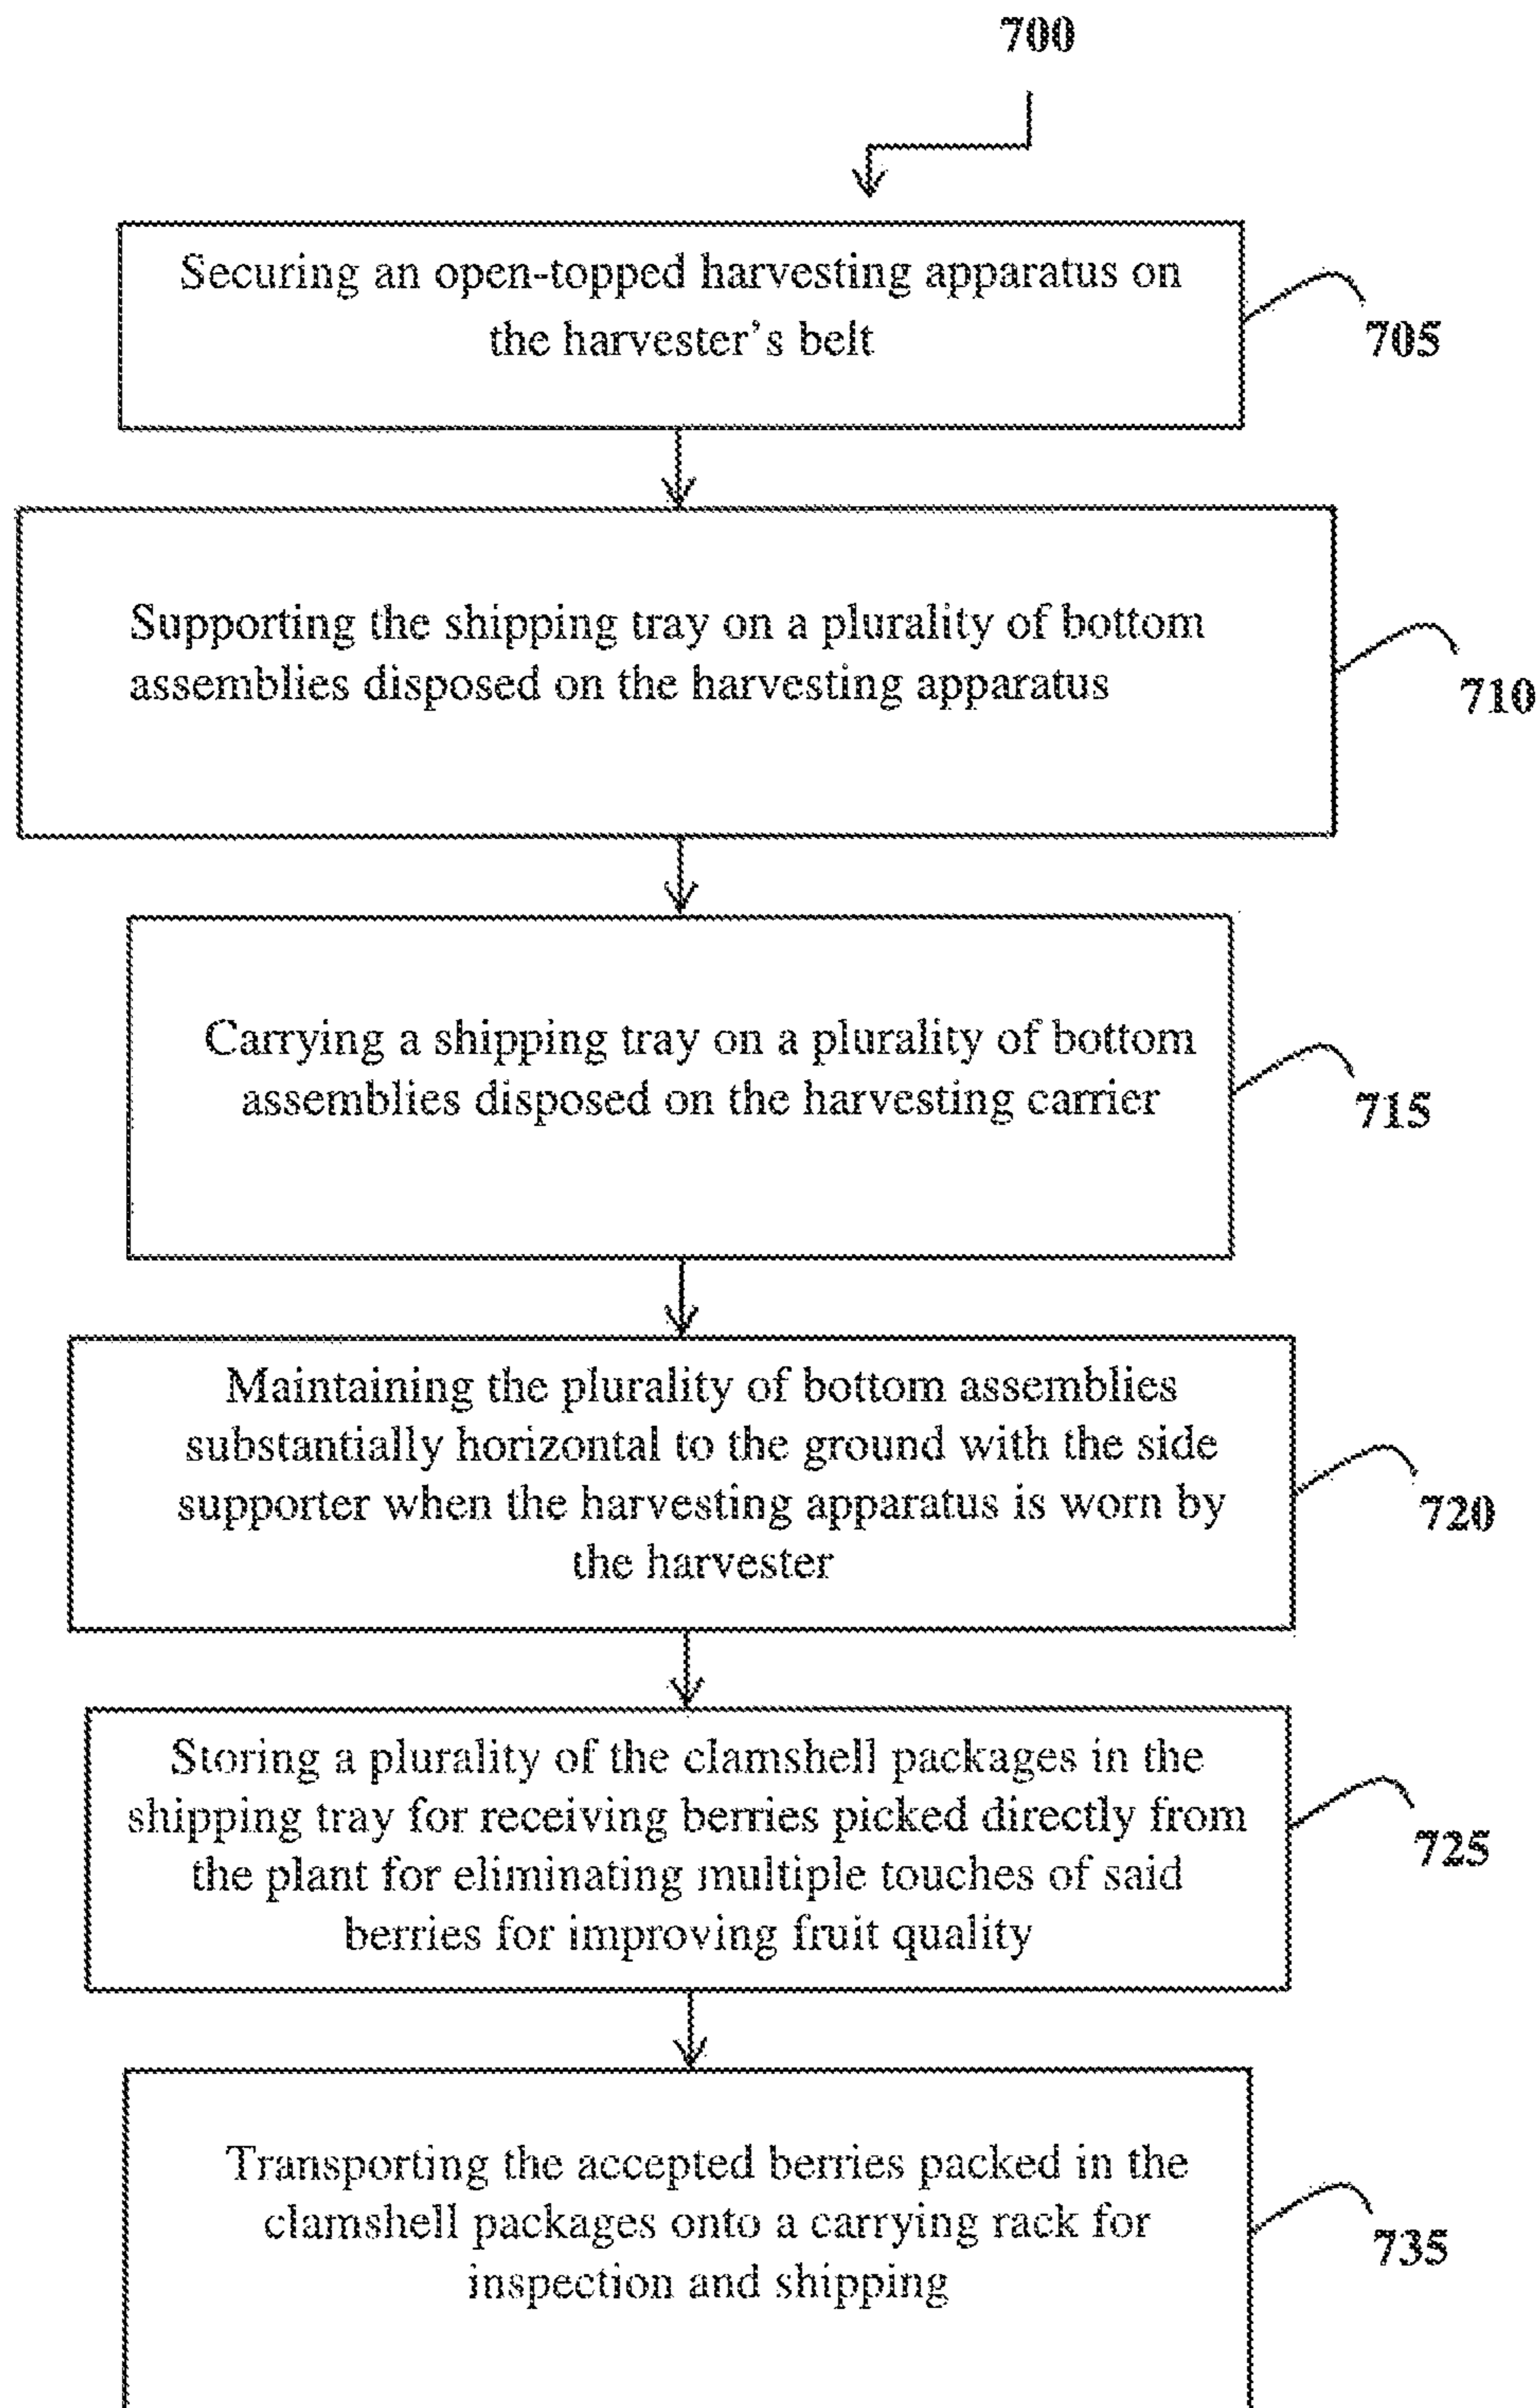 700
Securing an open-topped harvesting apparatus on
the harvester's belt
705
Supporting the shipping tray on a plurality of bottom
assemblies disposed on the harvesting apparatus
710
Carrying a shipping tray on a plurality of bottom
assemblies disposed on the harvesting carrier
715
Maintaining the plurality of bottom assemblies
substantially horizontal to the ground with the side
supporter when the harvesting apparatus is worn by
the harvester
720
Storing a plurality of the clamshell packages in the
shipping tray for receiving berries picked directly from
the plant for eliminating multiple touches of said
berries for improving fruit quality
725
Transporting the accepted berries packed in the
clamshell packages onto a carrying rack for
inspection and shipping
735